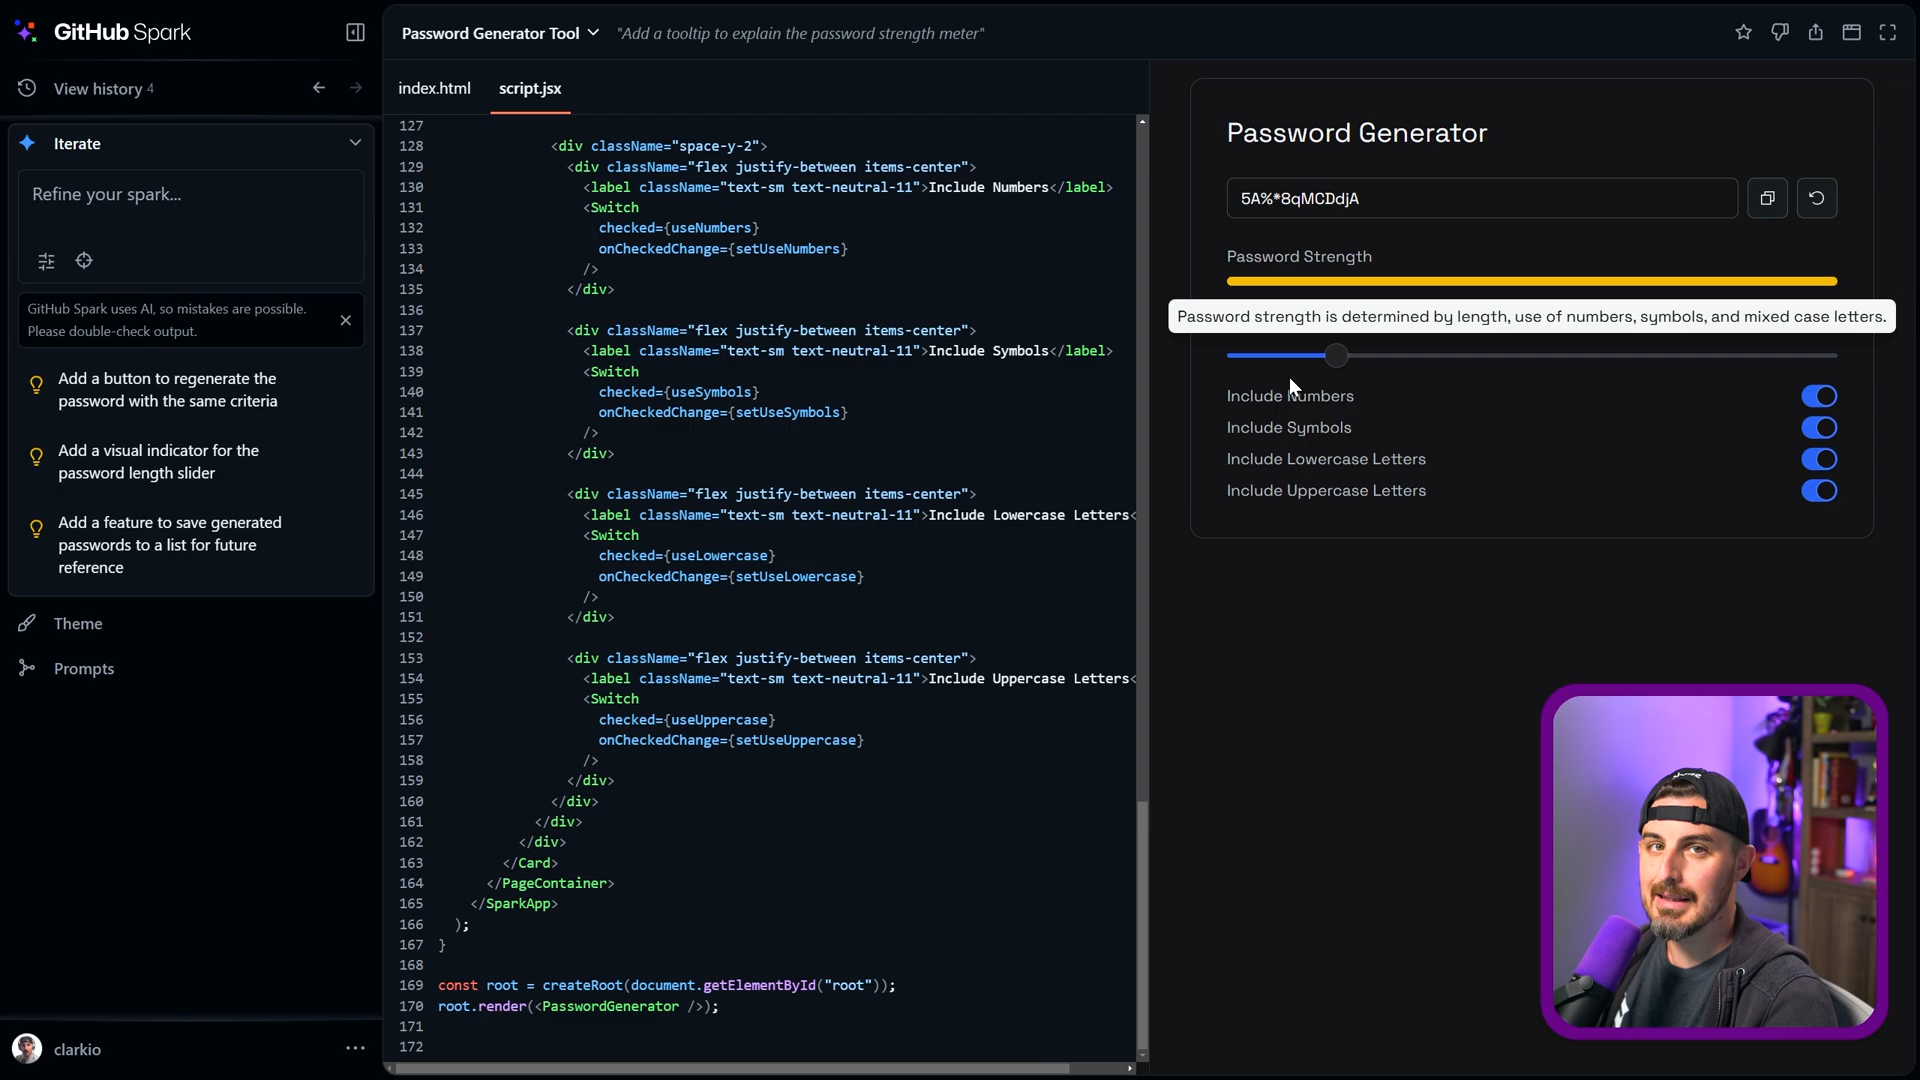 GitHub Spark
View history 4
Iterate
Refine your spark...
GitHub Spark uses AI, so mistakes are possible.
Please double-check output.
Add a button to regenerate the
password with the same criteria
Add a visual indicator for the
password length slider
Add a feature to save generated
passwords to a list for future
reference
Theme
Prompts
clarkio
Password Generator Tool "Add a tooltip to explain the password strength meter"
index.html script.jsx
127
128 <div className="space-y-2">
129 <div className="flex justify-between items-center">
130 <label className="text-sm text-neutral-11">Include Numbers</label>
131 <Switch
132 checked={useNumbers}
133 onCheckedChange={setUseNumbers}
134 />
135 </div>
136
137 <div className="flex justify-between items-center">
138 <label className="text-sm text-neutral-11">Include Symbols</label>
139 <Switch
140 checked={useSymbols}
141 onCheckedChange={setUseSymbols}
142 />
143 </div>
144
145 <div className="flex justify-between items-center">
146 <label className="text-sm text-neutral-11">Include Lowercase Letters<
147 <Switch
148 checked={useLowercase}
149 onCheckedChange={setUseLowercase}
150 />
151 </div>
152
153 <div className="flex justify-between items-center">
154 <label className="text-sm text-neutral-11">Include Uppercase Letters<
155 <Switch
156 checked={useUppercase}
157 onCheckedChange={setUseUppercase}
158 />
159 </div>
160 </div>
161 </div>
162 </div>
163 </Card>
164 </PageContainer>
165 </SparkApp>
166 );
167 }
168
169 const root = createRoot(document.getElementById("root"));
170 root.render(<PasswordGenerator />);
171
172
Password Generator
5A%*8qMCDdjA
Password Strength
Password strength is determined by length, use of numbers, symbols, and mixed case letters.
Include Numbers
Include Symbols
Include Lowercase Letters
Include Uppercase Letters